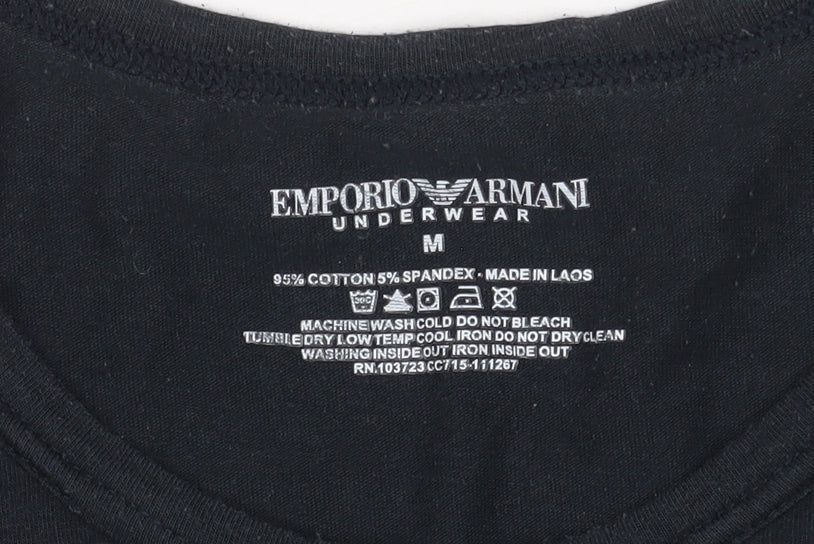 EMPORIO ARMANI
UNDERWEAR
M
95% COTTON 5% SPANDEX - MADE IN LAOS
30C
MACHINE WASH COLD DO NOT BLEACH
TUMBLE DRY LOW TEMP COOL IRON DO NOT DRY CLEAN
WASHING INSIDE OUT IRON INSIDE OUT
RN.103723 CC715-111267